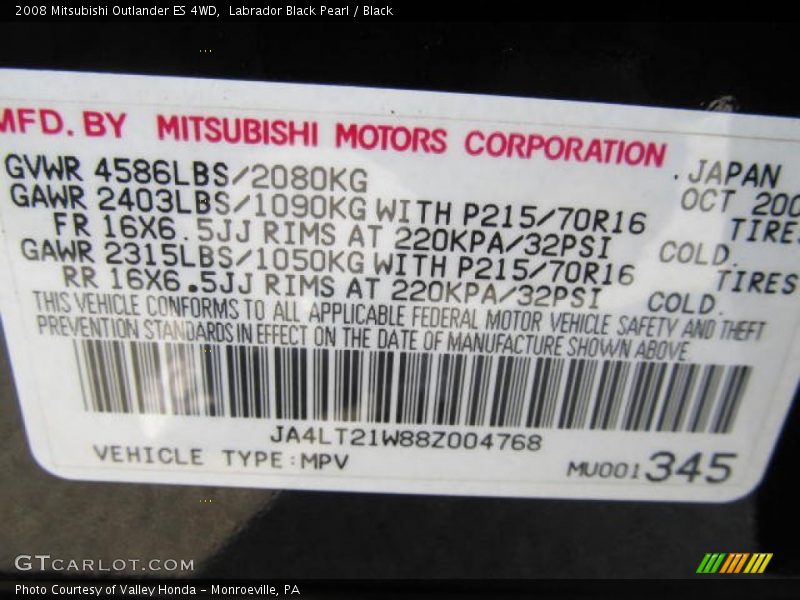 2008 Mitsubishi Outlander ES 4WD,  Labrador Black Pearl / Black
MFD. BY MITSUBISHI MOTORS CORPORATION
. JAPAN
GVWR 4586LBS/2080KG
OCT 200
GAWR 2403LBS/1090KG WITH P215/70R16 TIRES
FR 16X6.5JJ RIMS AT 220KPA/32PSI COLD.
GAWR 2315LBS/1050KG WITH P215/70R16 TIRES
RR 16X6.5JJ RIMS AT 220KPA/32PSI COLD.
THIS VEHICLE CONFORMS TO ALL APPLICABLE FEDERAL MOTOR VEHICLE SAFETY AND THEFT
PREVENTION STANDARDS IN EFFECT ON THE DATE OF MANUFACTURE SHOWN ABOVE.
JA4LT21W88Z004768
VEHICLE TYPE:MPV
MU001345
GTCARLOT.COM
Photo Courtesy of Valley Honda - Monroeville, PA